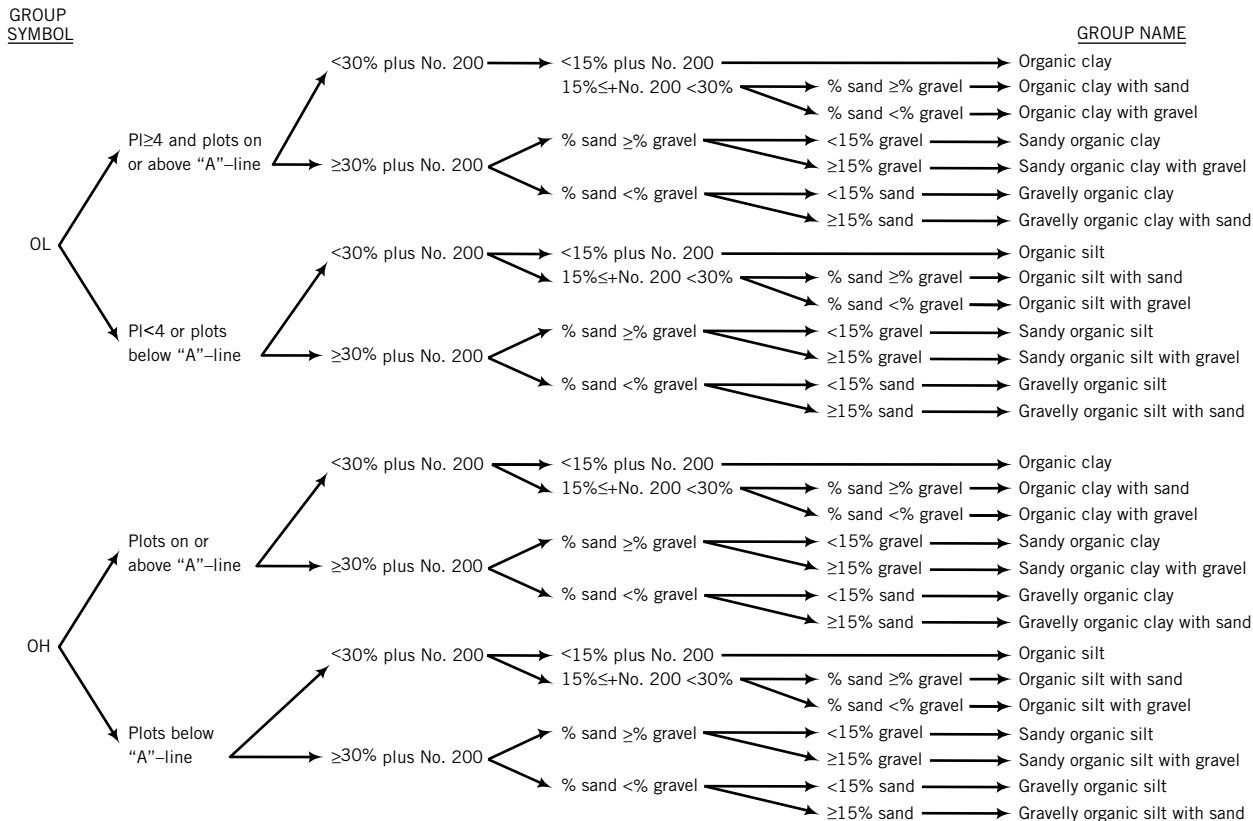 GROUP
SYMBOL
GROUP NAME
<30% plus No. 200 <15% plus No. 200 Organic clay
15%≤+No. 200 <30% % sand ≥% gravel Organic clay with sand
% sand <% gravel Organic clay with gravel
PI≥4 and plots on
or above “A”–line
≥30% plus No. 200 % sand ≥% gravel <15% gravel Sandy organic clay
≥15% gravel Sandy organic clay with gravel
% sand <% gravel <15% sand Gravelly organic clay
≥15% sand Gravelly organic clay with sand
OL
<30% plus No. 200 <15% plus No. 200 Organic silt
15%≤+No. 200 <30% % sand ≥% gravel Organic silt with sand
% sand <% gravel Organic silt with gravel
PI<4 or plots
below “A”–line
≥30% plus No. 200 % sand ≥% gravel <15% gravel Sandy organic silt
≥15% gravel Sandy organic silt with gravel
% sand <% gravel <15% sand Gravelly organic silt
≥15% sand Gravelly organic silt with sand
<30% plus No. 200 <15% plus No. 200 Organic clay
15%≤+No. 200 <30% % sand ≥% gravel Organic clay with sand
% sand <% gravel Organic clay with gravel
Plots on or
above “A”–line
≥30% plus No. 200 % sand ≥% gravel <15% gravel Sandy organic clay
≥15% gravel Sandy organic clay with gravel
% sand <% gravel <15% sand Gravelly organic clay
≥15% sand Gravelly organic clay with sand
OH
<30% plus No. 200 <15% plus No. 200 Organic silt
15%≤+No. 200 <30% % sand ≥% gravel Organic silt with sand
% sand <% gravel Organic silt with gravel
Plots below
“A”–line
≥30% plus No. 200 % sand ≥% gravel <15% gravel Sandy organic silt
≥15% gravel Sandy organic silt with gravel
% sand <% gravel <15% sand Gravelly organic silt
≥15% sand Gravelly organic silt with sand